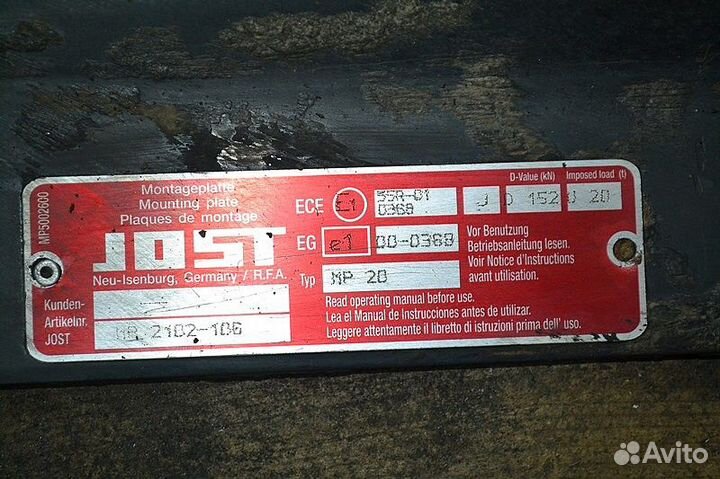 MP5002600
Montageplatte
Mounting plate
Plaques de montage
JOST
Neu-Isenburg, Germany / R.F.A.
Kunden-
Artikelnr.
JOST MB 2102-106
D-Value (kN) Imposed load (t)
ECE E1 55R-01 0368 J D 152 U 20
EG e1 00-0368
Typ MP 20
Vor Benutzung
Betriebsanleitung lesen.
Voir Notice d'Instructions
avant utilisation.
Read operating manual before use.
Lea el Manual de instrucciones antes de utilizar.
Leggere attentamente il libretto di istruzioni prima dell' uso.
Avito